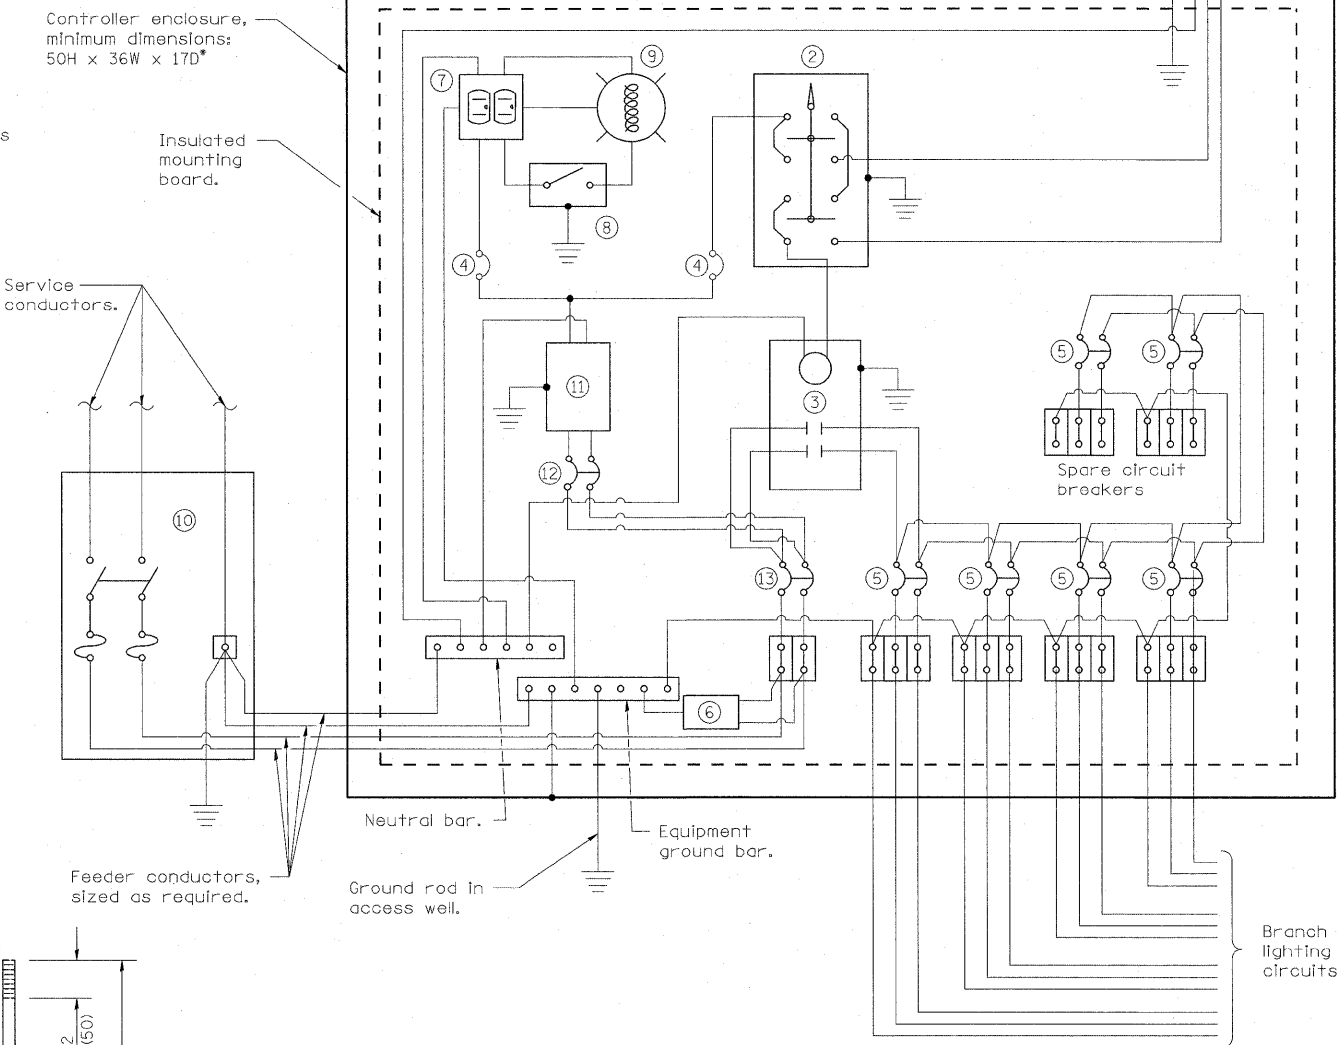 Controller enclosure,
minimum dimensions:
50H x 36W x 17D*
s
Insulated
mounting
board.
7
9
2
8
4
4
Service
conductors.
11
3
5
5
12
Spare circuit
breakers
10
13
5
5
5
5
6
Neutral bar.
Equipment
ground bar.
Feeder conductors,
sized as required.
Ground rod in
access well.
Branch
lighting
circuits
2
(50)